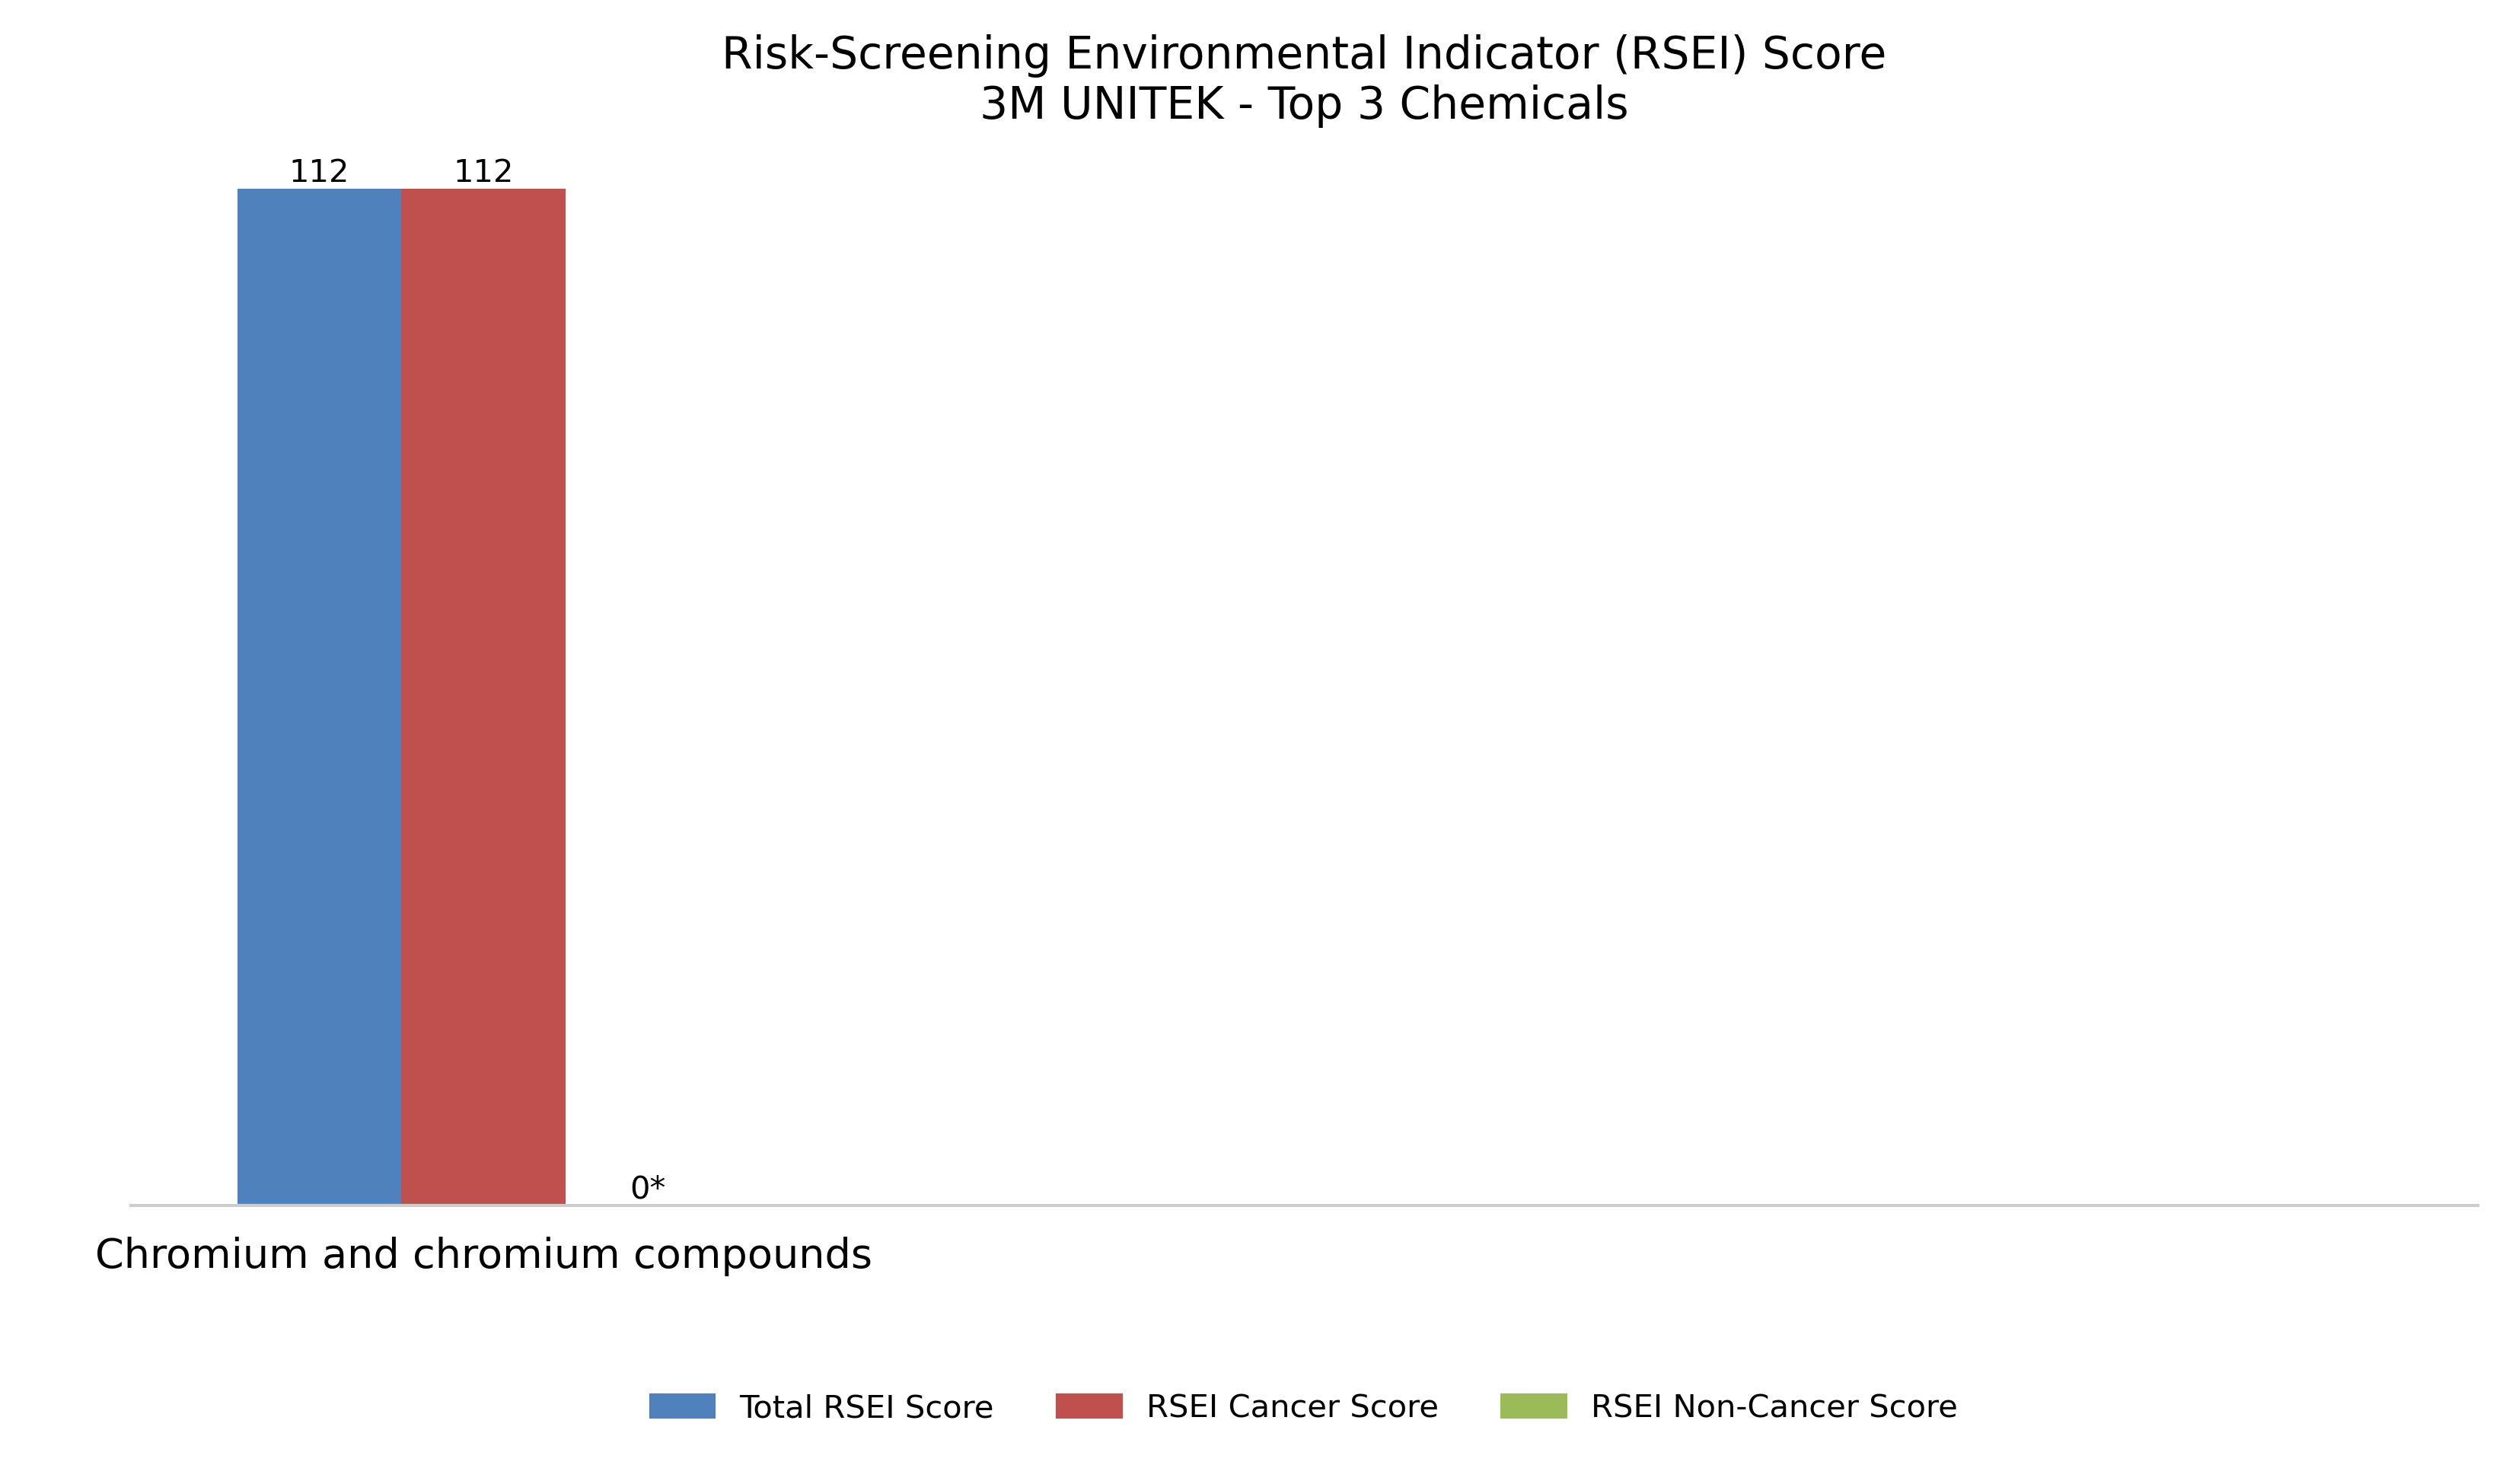 Risk-Screening Environmental Indicator (RSEI) Score
3M UNITEK - Top 3 Chemicals
112
112
0*
Chromium and chromium compounds
Total RSEI Score
RSEI Cancer Score
RSEI Non-Cancer Score